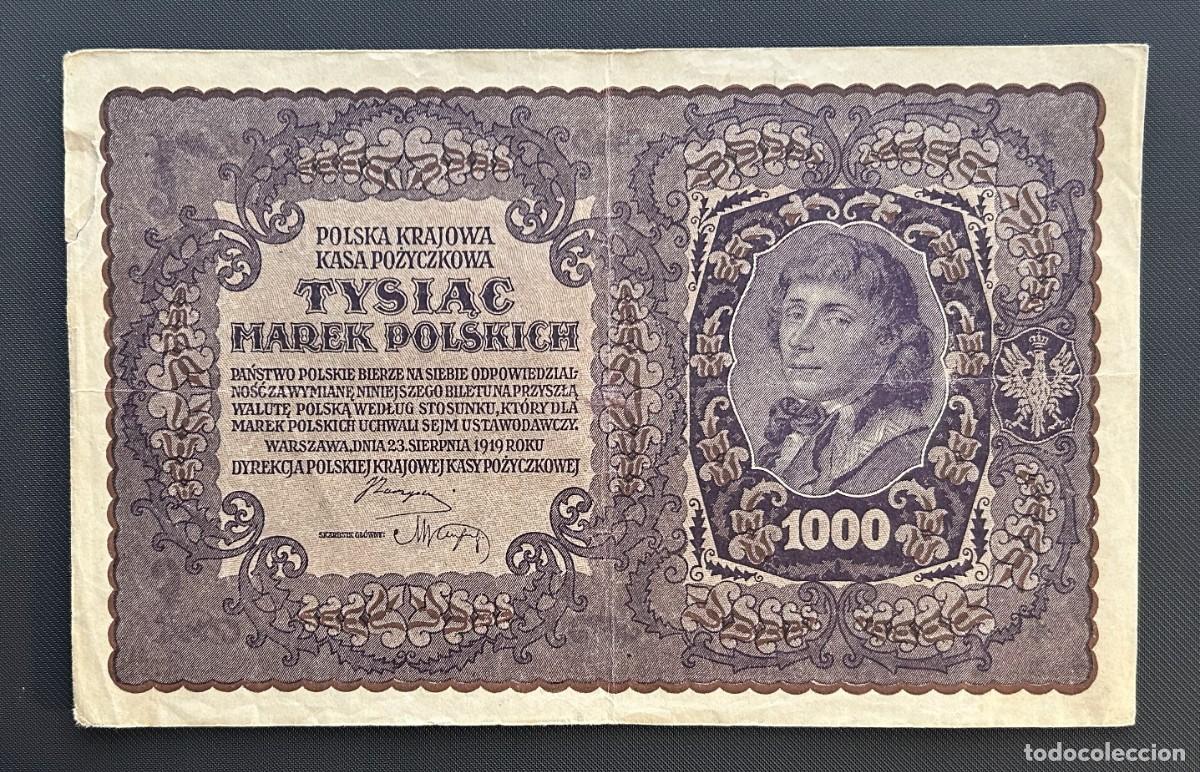 POLSKA KRAJOWA
KASA POŻYCZKOWA
TYSIĄC
MAREK POLSKICH
PAŃSTWO POLSKIE BIERZE NA SIEBIE ODPOWIEDZIAL-
NOŚĆ ZA WYMIANĘ NINIEJSZEGO BILETU NA PRZYSZŁĄ
WALUTĘ POLSKĄ WEDŁUG STOSUNKU, KTÓRY DLA
MAREK POLSKICH UCHWALI SEJM USTAWODAWCZY.
WARSZAWA, DNIA 23. SIERPNIA 1919 ROKU
DYREKCJA POLSKIEJ KRAJOWEJ KASY POŻYCZKOWEJ
SKARBNIK GŁÓWNY:
1000
todocoleccion